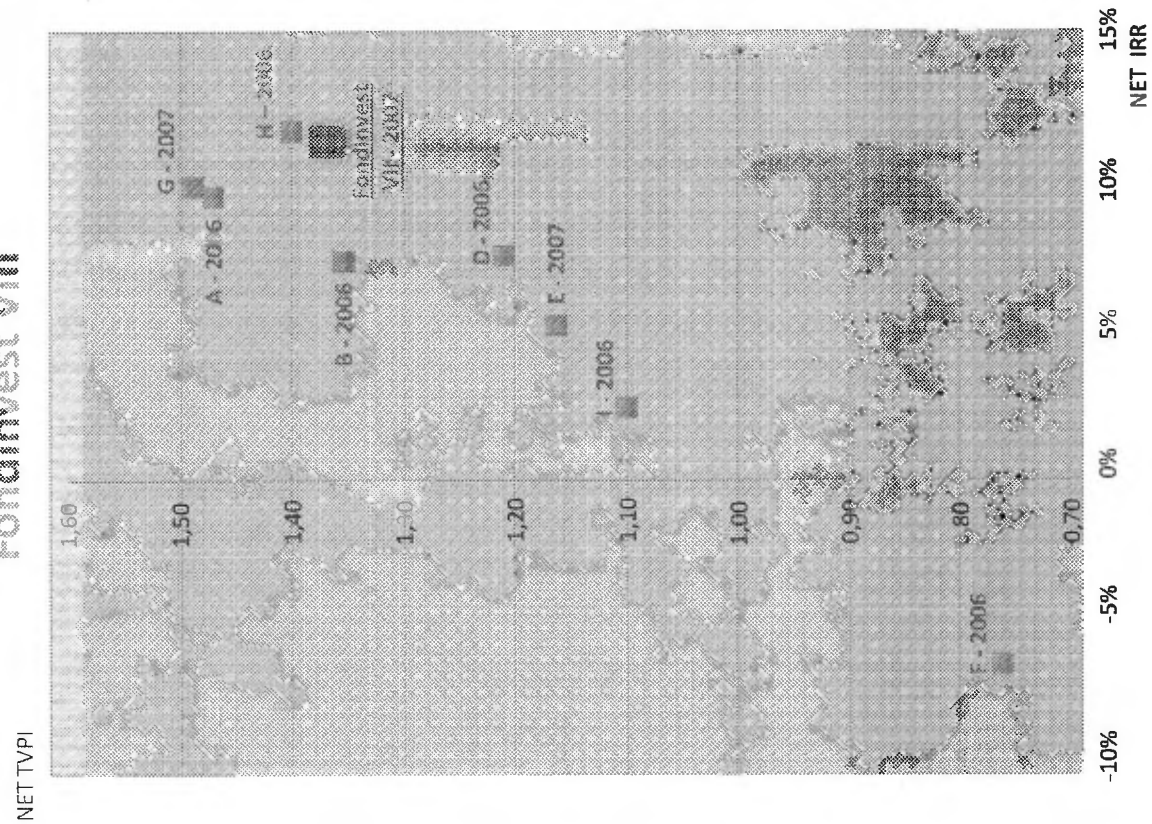 Fondinvest VIII
NET TVPI
1,60
1,50
1,40
1,20
1,10
1,00
0,90
0,70
G - 2007
A - 20 6
H - 2006
Fondinvest
VIII - 2007
B - 2006
D - 2006
E - 2007
I - 2006
F - 2006
-10%
-5%
0%
5%
10%
15%
NET IRR